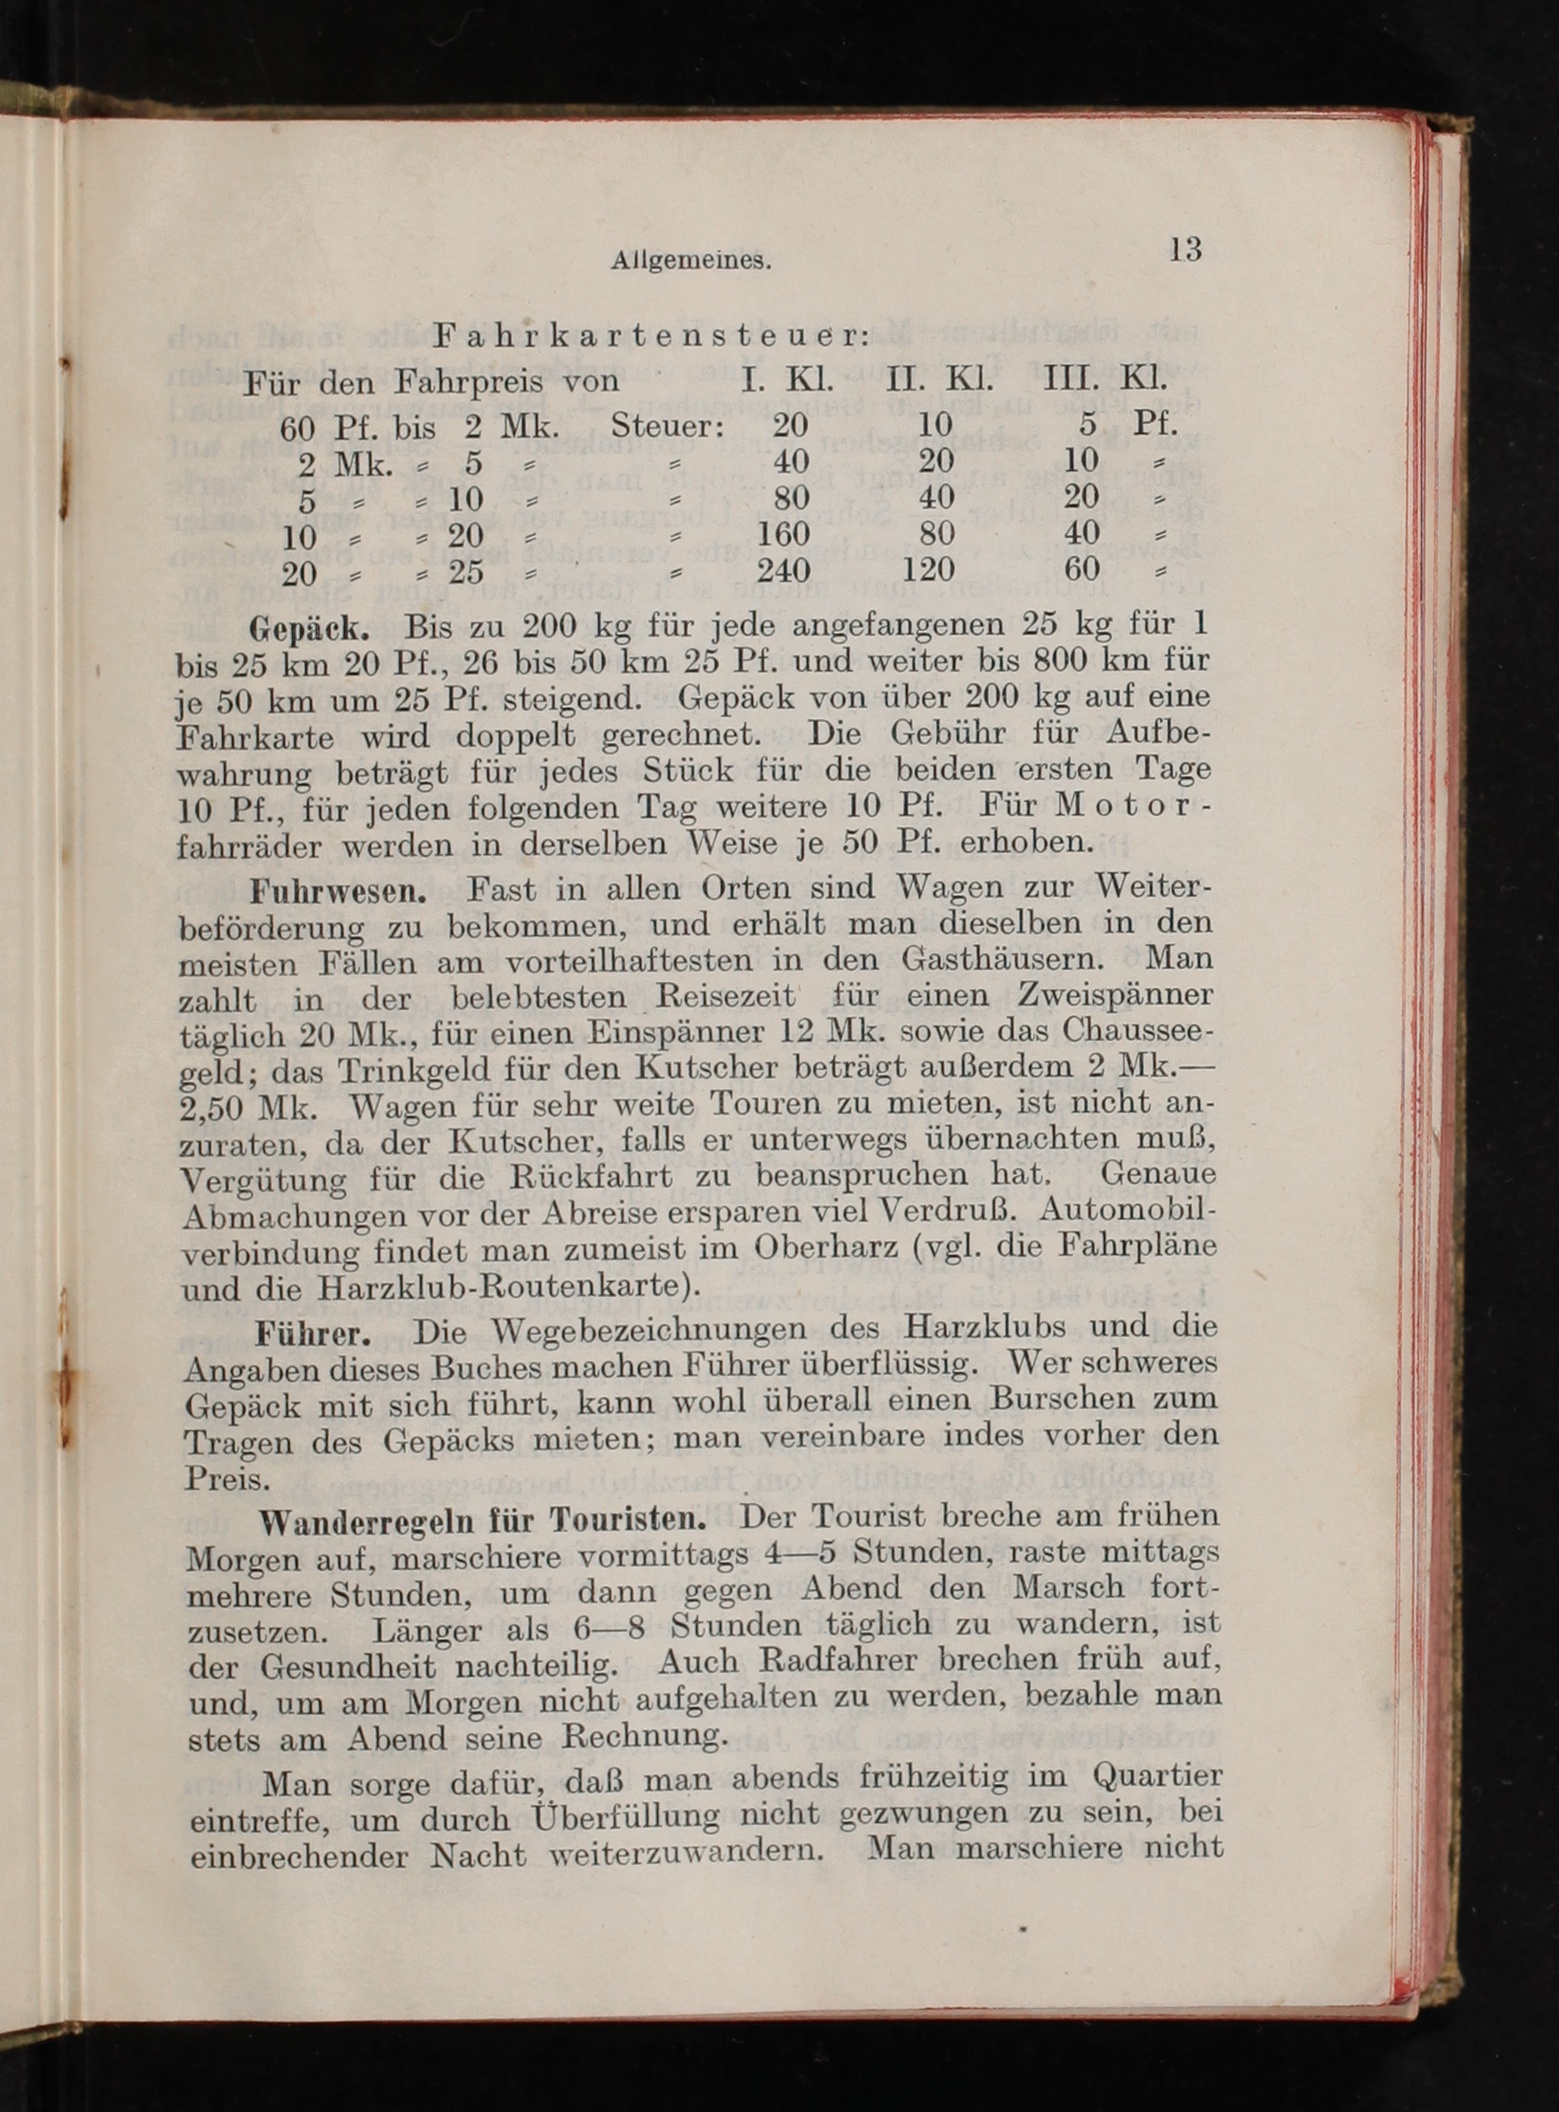 Allgemeines.
13
Fahrkartensteuer:
Für den Fahrpreis von I. Kl. II. Kl. III. Kl.
60 Pf. bis 2 Mk. Steuer: 20 10 5 Pf.
2 Mk. = 5 = = 40 20 10 =
5 = = 10 = = 80 40 20 =
10 = = 20 = = 160 80 40 =
20 = = 25 = = 240 120 60 =
Gepäck. Bis zu 200 kg für jede angefangenen 25 kg für 1
bis 25 km 20 Pf., 26 bis 50 km 25 Pf. und weiter bis 800 km für
je 50 km um 25 Pf. steigend. Gepäck von über 200 kg auf eine
Fahrkarte wird doppelt gerechnet. Die Gebühr für Aufbe-
wahrung beträgt für jedes Stück für die beiden ersten Tage
10 Pf., für jeden folgenden Tag weitere 10 Pf. Für Motor-
fahrräder werden in derselben Weise je 50 Pf. erhoben.
Fuhrwesen. Fast in allen Orten sind Wagen zur Weiter-
beförderung zu bekommen, und erhält man dieselben in den
meisten Fällen am vorteilhaftesten in den Gasthäusern. Man
zahlt in der belebtesten Reisezeit für einen Zweispänner
täglich 20 Mk., für einen Einspänner 12 Mk. sowie das Chaussee-
geld; das Trinkgeld für den Kutscher beträgt außerdem 2 Mk.—
2,50 Mk. Wagen für sehr weite Touren zu mieten, ist nicht an-
zuraten, da der Kutscher, falls er unterwegs übernachten muß,
Vergütung für die Rückfahrt zu beanspruchen hat. Genaue
Abmachungen vor der Abreise ersparen viel Verdruß. Automobil-
verbindung findet man zumeist im Oberharz (vgl. die Fahrpläne
und die Harzklub-Routenkarte).
Führer. Die Wegebezeichnungen des Harzklubs und die
Angaben dieses Buches machen Führer überflüssig. Wer schweres
Gepäck mit sich führt, kann wohl überall einen Burschen zum
Tragen des Gepäcks mieten; man vereinbare indes vorher den
Preis.
Wanderregeln für Touristen. Der Tourist breche am frühen
Morgen auf, marschiere vormittags 4—5 Stunden, raste mittags
mehrere Stunden, um dann gegen Abend den Marsch fort-
zusetzen. Länger als 6—8 Stunden täglich zu wandern, ist
der Gesundheit nachteilig. Auch Radfahrer brechen früh auf,
und, um am Morgen nicht aufgehalten zu werden, bezahle man
stets am Abend seine Rechnung.
Man sorge dafür, daß man abends frühzeitig im Quartier
eintreffe, um durch Überfüllung nicht gezwungen zu sein, bei
einbrechender Nacht weiterzuwandern. Man marschiere nicht